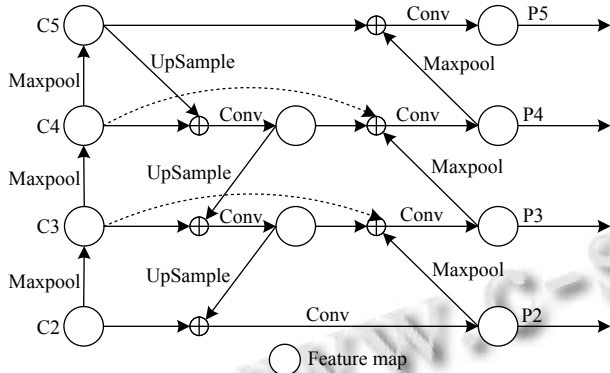 C5 Conv P5
Maxpool UpSample Maxpool
C4 Conv Conv P4
Maxpool UpSample Maxpool
C3 Conv Conv P3
Maxpool UpSample Maxpool
C2 Conv P2
Feature map